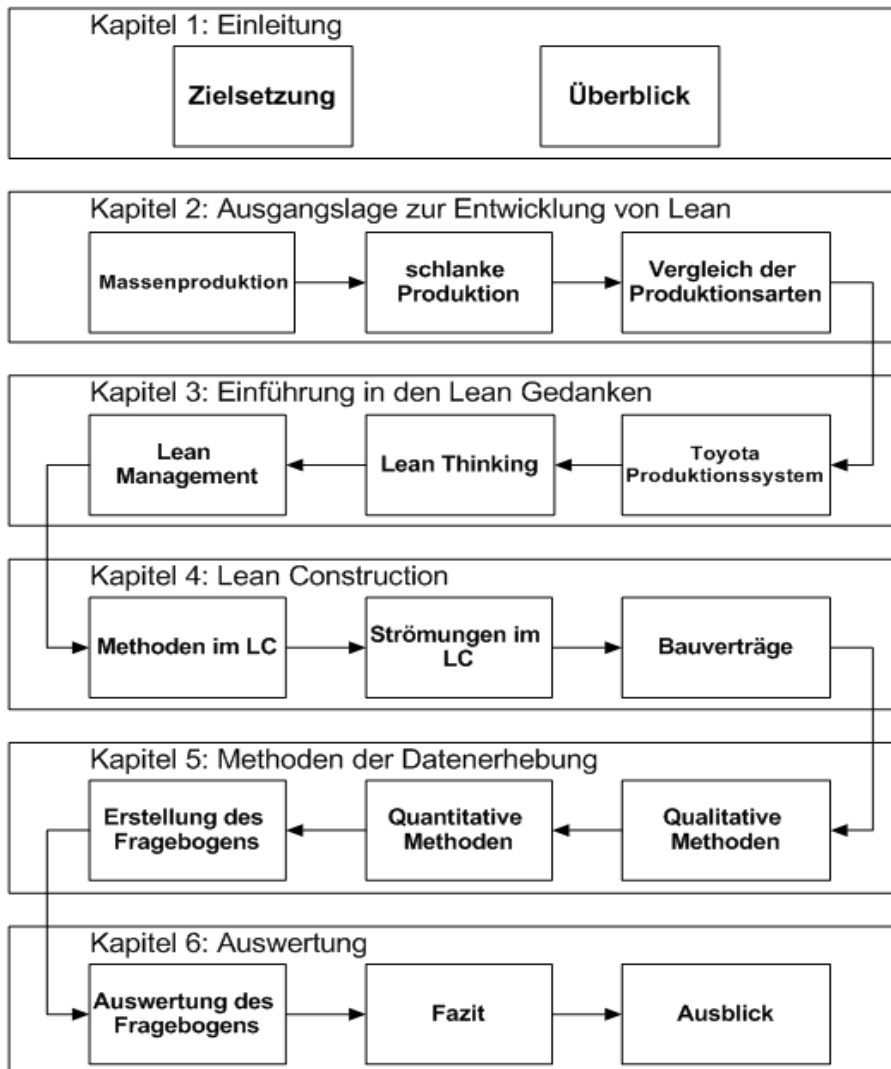 Kapitel 1: Einleitung
Zielsetzung
Überblick
Kapitel 2: Ausgangslage zur Entwicklung von Lean
Massenproduktion
schlanke
Produktion
Vergleich der
Produktionsarten
Kapitel 3: Einführung in den Lean Gedanken
Lean
Management
Lean Thinking
Toyota
Produktionssystem
Kapitel 4: Lean Construction
Methoden im LC
Strömungen im
LC
Bauverträge
Kapitel 5: Methoden der Datenerhebung
Erstellung des
Fragebogens
Quantitative
Methoden
Qualitative
Methoden
Kapitel 6: Auswertung
Auswertung des
Fragebogens
Fazit
Ausblick